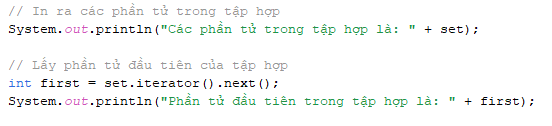 // In ra các phần tử trong tập hợp
System.out.println("Các phần tử trong tập hợp là: " + set);
// Lấy phần tử đầu tiên của tập hợp
int first = set.iterator().next();
System.out.println("Phần tử đầu tiên trong tập hợp là: " + first);